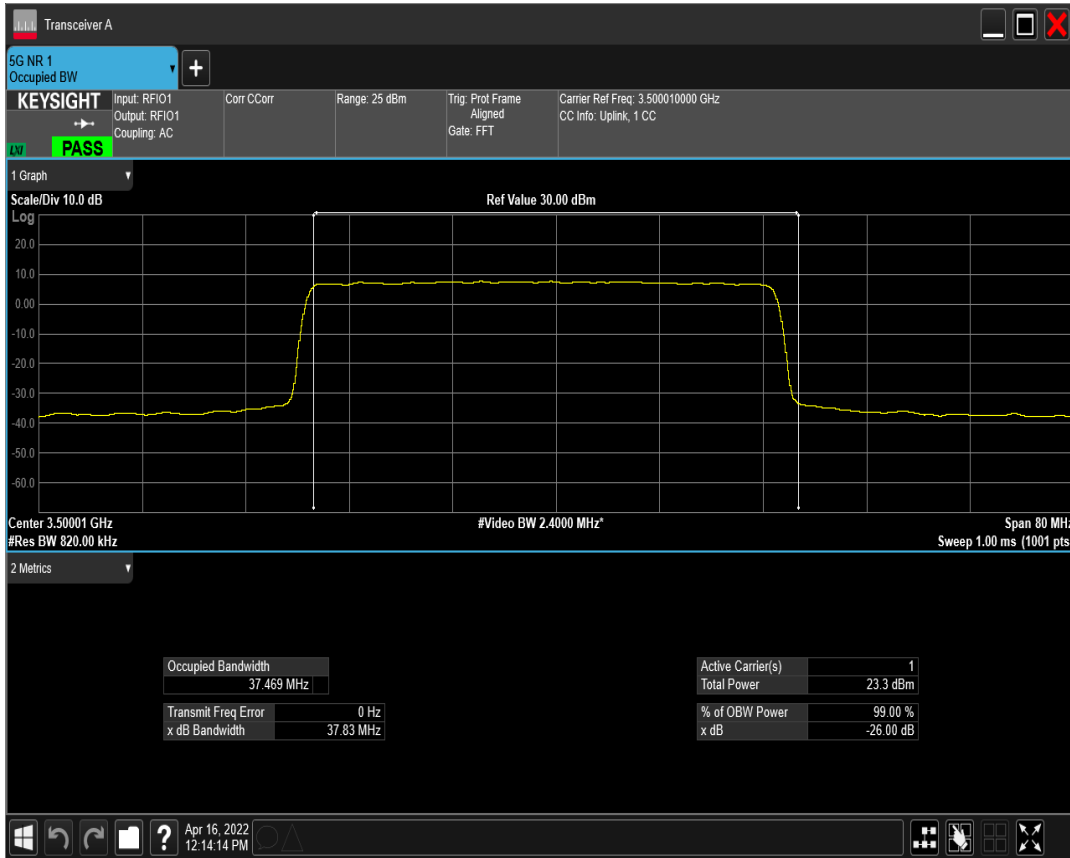 Transceiver A
5G NR 1
Occupied BW
KEYSIGHT
Input: RFIO1
Output: RFIO1
Coupling: AC
Corr CCorr
Range: 25 dBm
Trig: Prot Frame
Aligned
Gate: FFT
Carrier Ref Freq: 3.500010000 GHz
CC Info: Uplink, 1 CC
LXI
PASS
1 Graph
Scale/Div 10.0 dB
Ref Value 30.00 dBm
Log
20.0
10.0
0.00
-10.0
-20.0
-30.0
-40.0
-50.0
-60.0
Center 3.50001 GHz
#Video BW 2.4000 MHz*
Span 80 MHz
#Res BW 820.00 kHz
Sweep 1.00 ms (1001 pts
2 Metrics
Occupied Bandwidth
37.469 MHz
Transmit Freq Error 0 Hz
x dB Bandwidth 37.83 MHz
Active Carrier(s) 1
Total Power 23.3 dBm
% of OBW Power 99.00 %
x dB -26.00 dB
?
Apr 16, 2022
12:14:14 PM